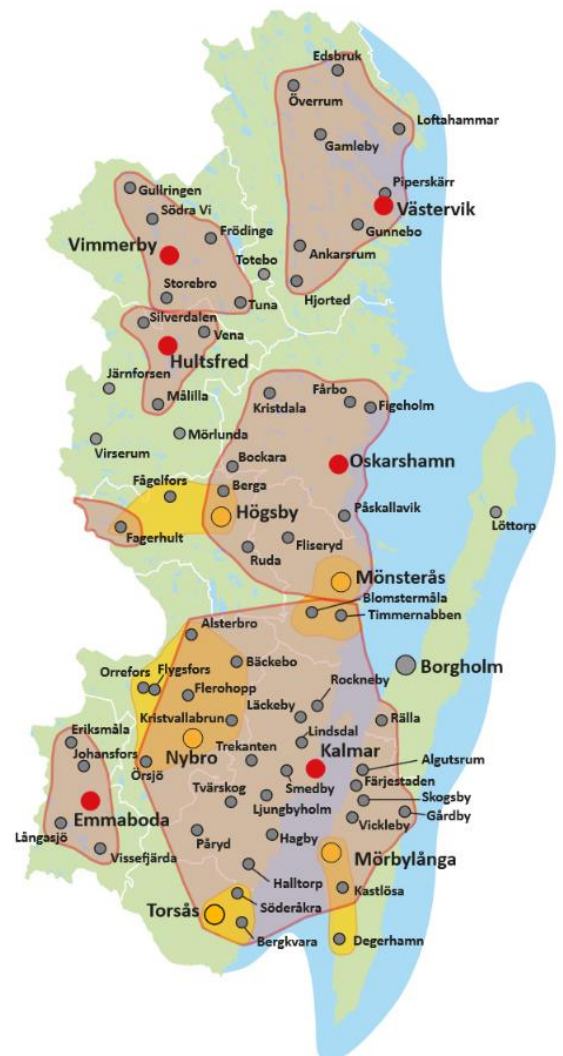 Edsbruk
Överrum
Loftahammar
Gamleby
Piperskärr
Västervik
Gullringen
Södra Vi
Frödinge
Gunnebo
Vimmerby
Totebo
Ankarsrum
Storebro
Tuna
Hjorted
Silverdalen
Vena
Hultsfred
Järnforsen
Målilla
Kristdala
Fårbo
Figeholm
Mörlunda
Virserum
Bockara
Oskarshamn
Fågelfors
Berga
Högsby
Påskallavik
Löttorp
Fagerhult
Fliseryd
Ruda
Mönsterås
Blomstermåla
Timmernabben
Alsterbro
Bäckebo
Borgholm
Orrefors
Flygsfors
Flerohopp
Rockneby
Läckeby
Kristvallabrun
Rälla
Eriksmåla
Lindsdal
Nybro
Trekanten
Kalmar
Algutsrum
Johansfors
Örsjö
Färjestaden
Smedby
Tvärskog
Skogsby
Emmaboda
Ljungbyholm
Gårdby
Vickleby
Långasjö
Påryd
Hagby
Vissefjärda
Mörbylånga
Halltorp
Kastlösa
Torsås
Söderåkra
Bergkvara
Degerhamn